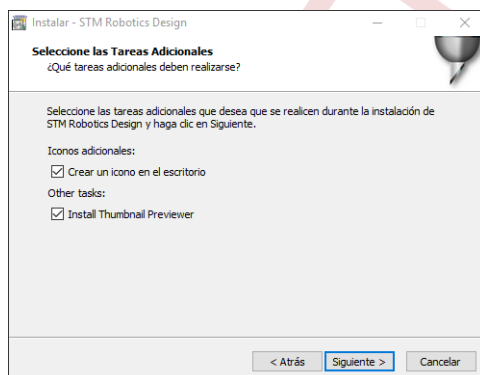 Instalar - STM Robotics Design
Seleccione las Tareas Adicionales
¿Qué tareas adicionales deben realizarse?
Seleccione las tareas adicionales que desea que se realicen durante la instalación de
STM Robotics Design y haga clic en Siguiente.
Iconos adicionales:
Crear un icono en el escritorio
Other tasks:
Install Thumbnail Previewer
< Atrás
Siguiente >
Cancelar